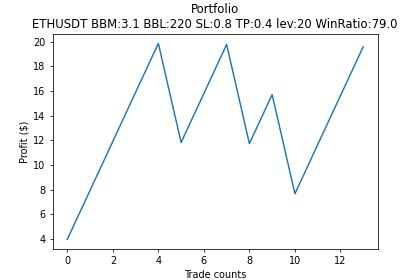 Portfolio
ETHUSDT BBM:3.1 BBL:220 SL:0.8 TP:0.4 lev:20 WinRatio:79.0
20
18
16
14
12
10
8
6
4
Profit ($)
0 2 4 6 8 10 12
Trade counts